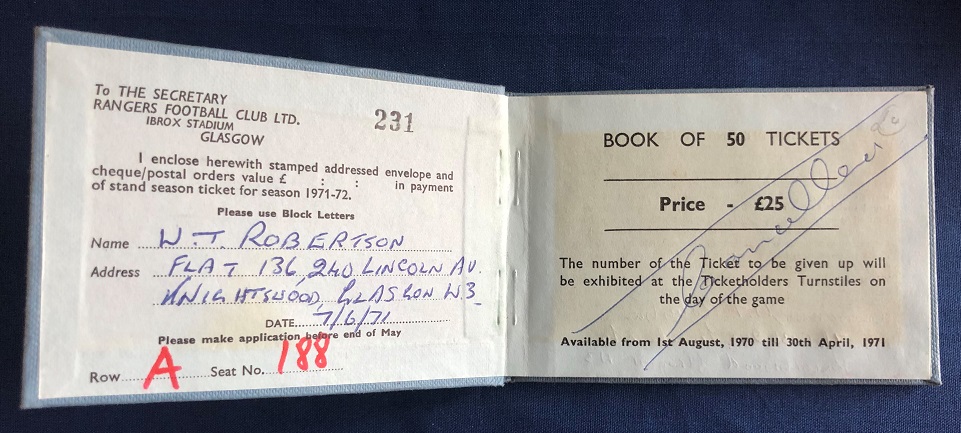 To THE SECRETARY
RANGERS FOOTBALL CLUB LTD.
IBROX STADIUM
GLASGOW
231
I enclose herewith stamped addressed envelope and
cheque/postal orders value £ : : in payment
of stand season ticket for season 1971-72.
Please use Block Letters
Name W.T. ROBERTSON
Address FLAT 136, 240 LINCOLN AV.
KNIGHTSWOOD, GLASGOW W3
DATE 7/6/71
Please make application before end of May
Row A Seat No. 188
BOOK OF 50 TICKETS
Price - £25
Cancelled
The number of the Ticket to be given up will
be exhibited at the Ticketholders Turnstiles on
the day of the game
Available from 1st August, 1970 till 30th April, 1971